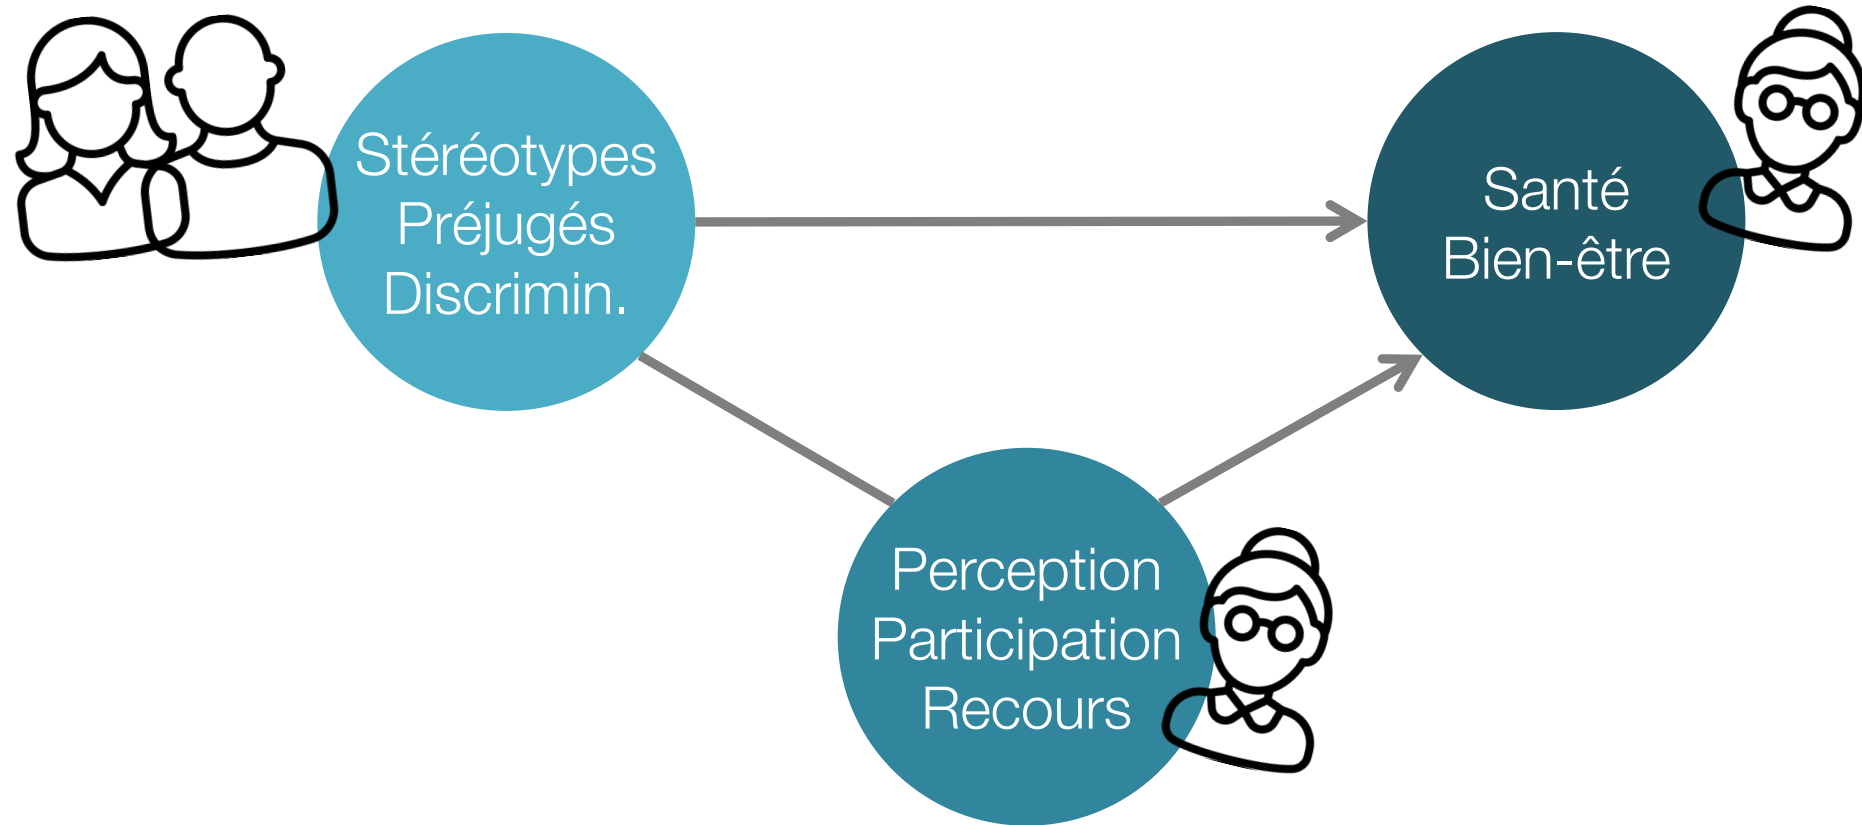 Stéréotypes
Préjugés
Discrimin.
Santé
Bien-être
Perception
Participation
Recours